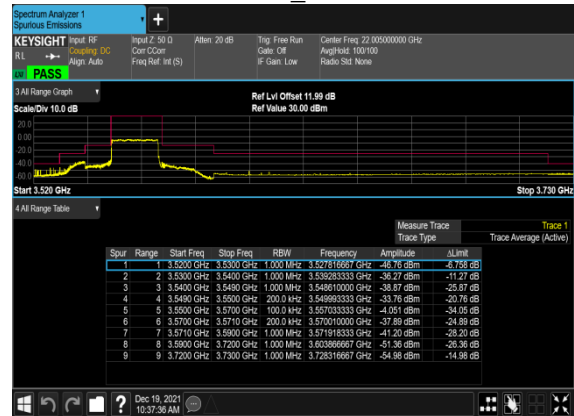 Spectrum Analyzer 1
Spurious Emissions
+
KEYSIGHT Input: RF Input Z: 50 Ω Atten: 20 dB Trig: Free Run Center Freq: 22.005000000 GHz
RL Coupling: DC Corr CCorr Gate: Off Avg|Hold: 100/100
Align: Auto Freq Ref: Int (S) IF Gain: Low Radio Std: None
PASS
3 All Range Graph
Ref Lvl Offset 11.99 dB
Scale/Div 10.0 dB Ref Value 30.00 dBm
20.0
0.00
-20.0
-40.0
-60.0
Start 3.520 GHz Stop 3.730 GHz
4 All Range Table
Measure Trace Trace 1
Trace Type Trace Average (Active)
Spur Range Start Freq Stop Freq RBW Frequency Amplitude ΔLimit
1 1 3.5200 GHz 3.5300 GHz 1.000 MHz 3.527816667 GHz -46.76 dBm -6.758 dB
2 2 3.5300 GHz 3.5400 GHz 1.000 MHz 3.539283333 GHz -36.27 dBm -11.27 dB
3 3 3.5400 GHz 3.5490 GHz 1.000 MHz 3.548610000 GHz -38.87 dBm -25.87 dB
4 4 3.5490 GHz 3.5500 GHz 200.0 kHz 3.549993333 GHz -33.76 dBm -20.76 dB
5 5 3.5500 GHz 3.5700 GHz 100.0 kHz 3.557033333 GHz -4.051 dBm -34.05 dB
6 6 3.5700 GHz 3.5710 GHz 200.0 kHz 3.570010000 GHz -37.89 dBm -24.89 dB
7 7 3.5710 GHz 3.5900 GHz 1.000 MHz 3.571918333 GHz -41.20 dBm -28.20 dB
8 8 3.5900 GHz 3.7200 GHz 1.000 MHz 3.603866667 GHz -51.36 dBm -26.36 dB
9 9 3.7200 GHz 3.7300 GHz 1.000 MHz 3.728316667 GHz -54.98 dBm -14.98 dB
? Dec 19, 2021
10:37:36 AM